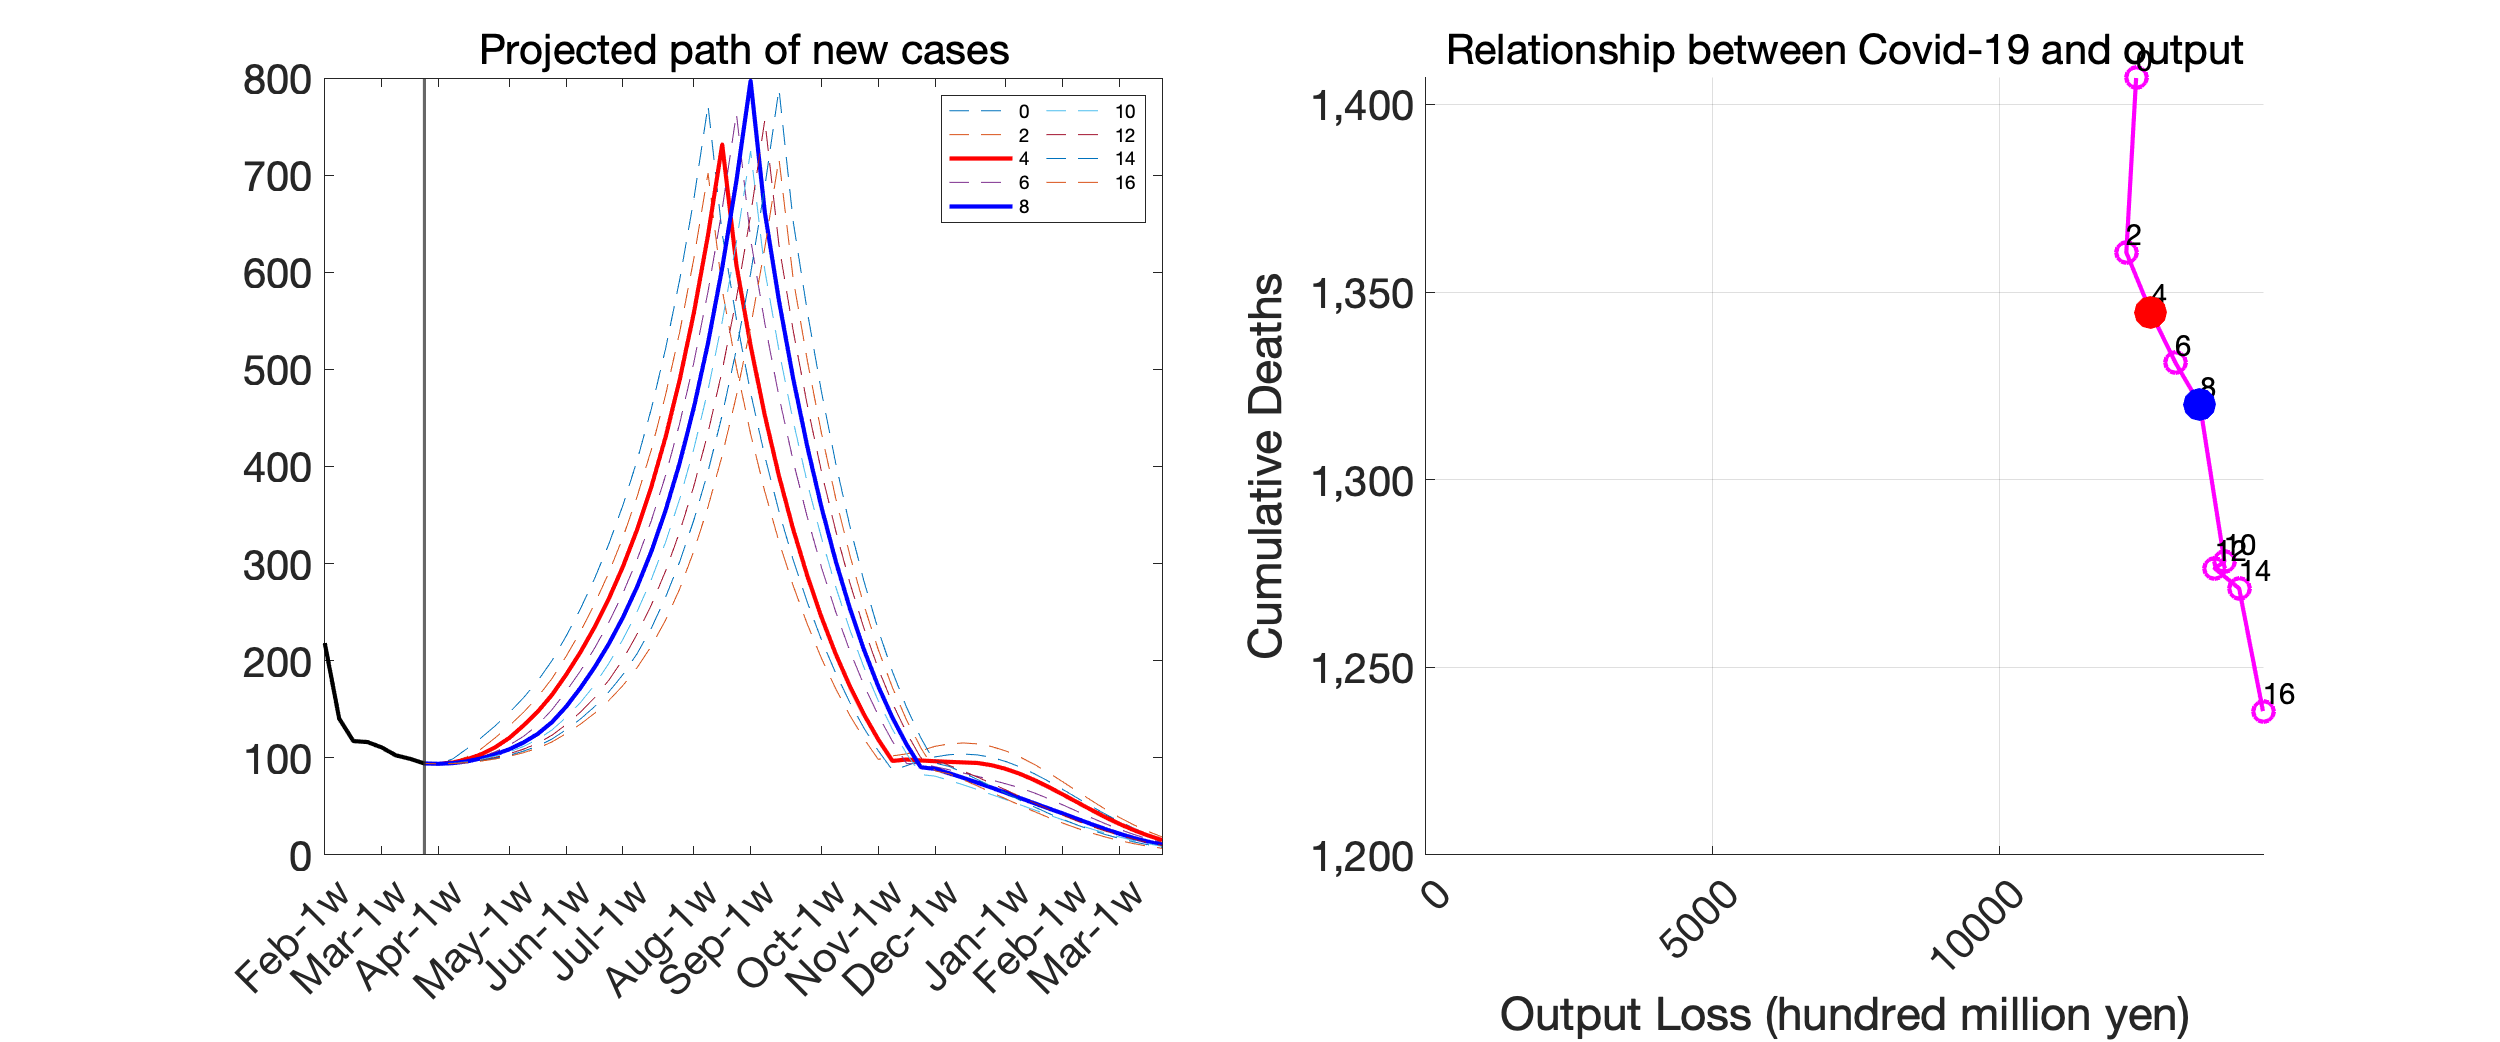 Projected path of new cases
800
700
600
500
400
300
200
100
0
Feb-1w
Mar-1w
Apr-1w
May-1w
Jun-1w
Jul-1w
Aug-1w
Sep-1w
Oct-1w
Nov-1w
Dec-1w
Jan-1w
Feb-1w
Mar-1w
0 10
2 12
4 14
6 16
8
Relationship between Covid-19 and output
Cumulative Deaths
1,400
1,350
1,300
1,250
1,200
0
2
4
6
8
10
12
14
16
0
5000
10000
Output Loss (hundred million yen)